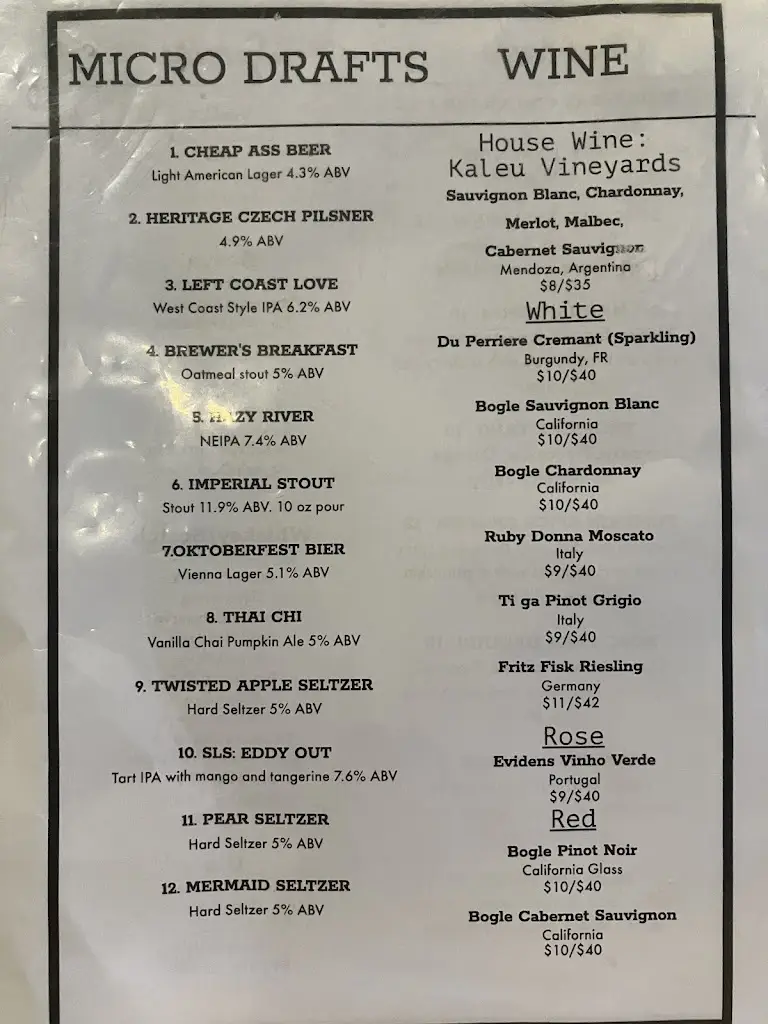 MICRO DRAFTS
1. CHEAP ASS BEER
Light American Lager 4.3% ABV
2. HERITAGE CZECH PILSNER
4.9% ABV
3. LEFT COAST LOVE
West Coast Style IPA 6.2% ABV
4. BREWER'S BREAKFAST
Oatmeal stout 5% ABV
5. HAZY RIVER
NEIPA 7.4% ABV
6. IMPERIAL STOUT
Stout 11.9% ABV. 10 oz pour
7.OKTOBERFEST BIER
Vienna Lager 5.1% ABV
8. THAI CHI
Vanilla Chai Pumpkin Ale 5% ABV
9. TWISTED APPLE SELTZER
Hard Seltzer 5% ABV
10. SLS: EDDY OUT
Tart IPA with mango and tangerine 7.6% ABV
11. PEAR SELTZER
Hard Seltzer 5% ABV
12. MERMAID SELTZER
Hard Seltzer 5% ABV
WINE
House Wine:
Kaleu Vineyards
Sauvignon Blanc, Chardonnay,
Merlot, Malbec,
Cabernet Sauvignon
Mendoza, Argentina
$8/$35
White
Du Perriere Cremant (Sparkling)
Burgundy, FR
$10/$40
Bogle Sauvignon Blanc
California
$10/$40
Bogle Chardonnay
California
$10/$40
Ruby Donna Moscato
Italy
$9/$40
Ti ga Pinot Grigio
Italy
$9/$40
Fritz Fisk Riesling
Germany
$11/$42
Rose
Evidens Vinho Verde
Portugal
$9/$40
Red
Bogle Pinot Noir
California Glass
$10/$40
Bogle Cabernet Sauvignon
California
$10/$40